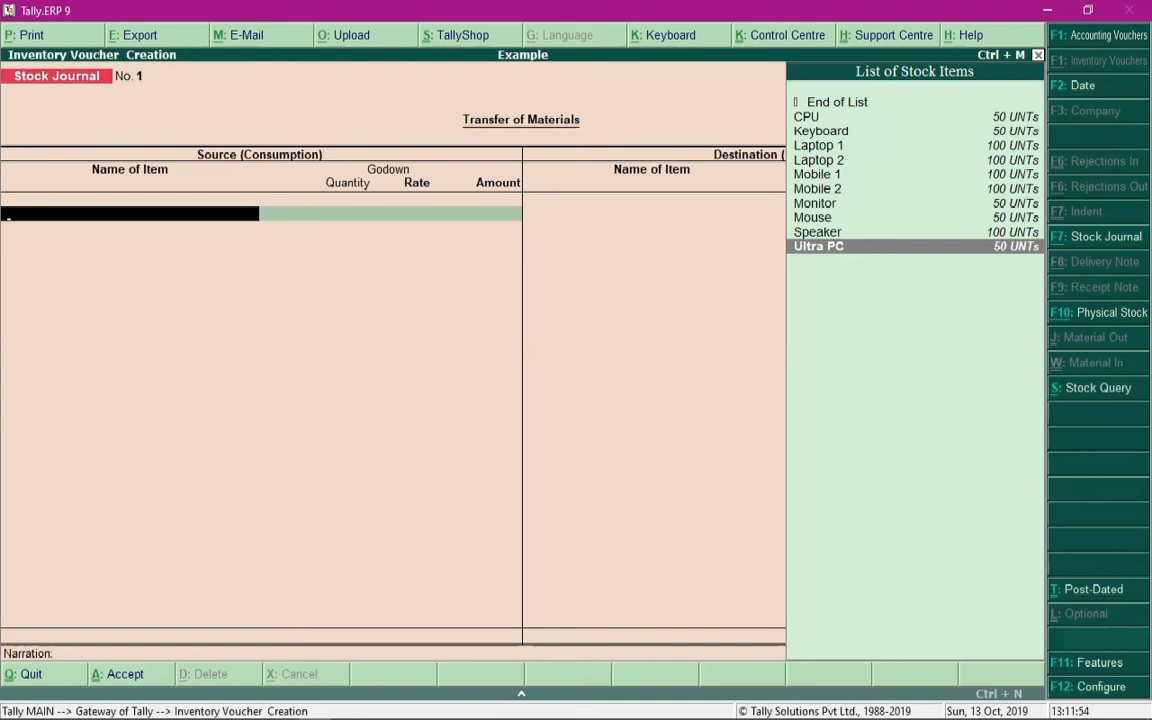 Tally.ERP 9
P: Print E: Export M: E-Mail O: Upload S: TallyShop G: Language K: Keyboard K: Control Centre H: Support Centre H: Help
Inventory Voucher Creation Example Ctrl + M
Stock Journal No. 1
Transfer of Materials
Source (Consumption) Destination (
Name of Item Godown Name of Item
Quantity Rate Amount
List of Stock Items
End of List
CPU 50 UNTs
Keyboard 50 UNTs
Laptop 1 100 UNTs
Laptop 2 100 UNTs
Mobile 1 100 UNTs
Mobile 2 100 UNTs
Monitor 50 UNTs
Mouse 50 UNTs
Speaker 100 UNTs
Ultra PC 50 UNTs
F1: Accounting Vouchers
F1: Inventory Vouchers
F2: Date
F3: Company
F6: Rejections In
F6: Rejections Out
F7: Indent
F7: Stock Journal
F8: Delivery Note
F9: Receipt Note
F10: Physical Stock
J: Material Out
W: Material In
S: Stock Query
T: Post-Dated
L: Optional
F11: Features
F12: Configure
Narration:
Q: Quit A: Accept D: Delete X: Cancel
Ctrl + N
Tally MAIN --> Gateway of Tally --> Inventory Voucher Creation © Tally Solutions Pvt Ltd., 1988-2019 Sun, 13 Oct, 2019 13:11:54